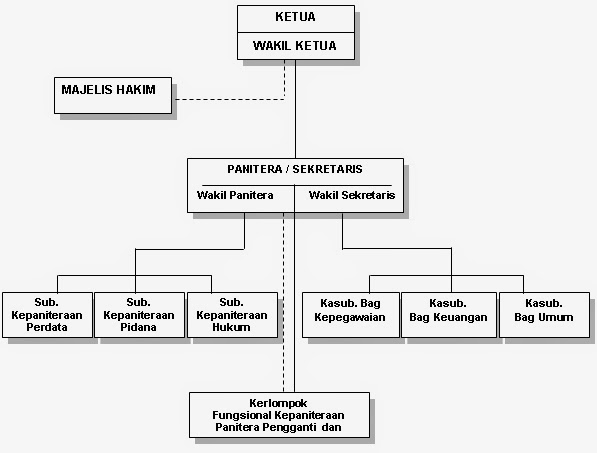 KETUA
WAKIL KETUA
MAJELIS HAKIM
PANITERA / SEKRETARIS
Wakil Panitera
Wakil Sekretaris
Sub.
Kepaniteraan
Perdata
Sub.
Kepaniteraan
Pidana
Sub.
Kepaniteraan
Hukum
Kasub. Bag
Kepegawaian
Kasub.
Bag Keuangan
Kasub.
Bag Umum
Kerlompok
Fungsional Kepaniteraan
Panitera Pengganti dan